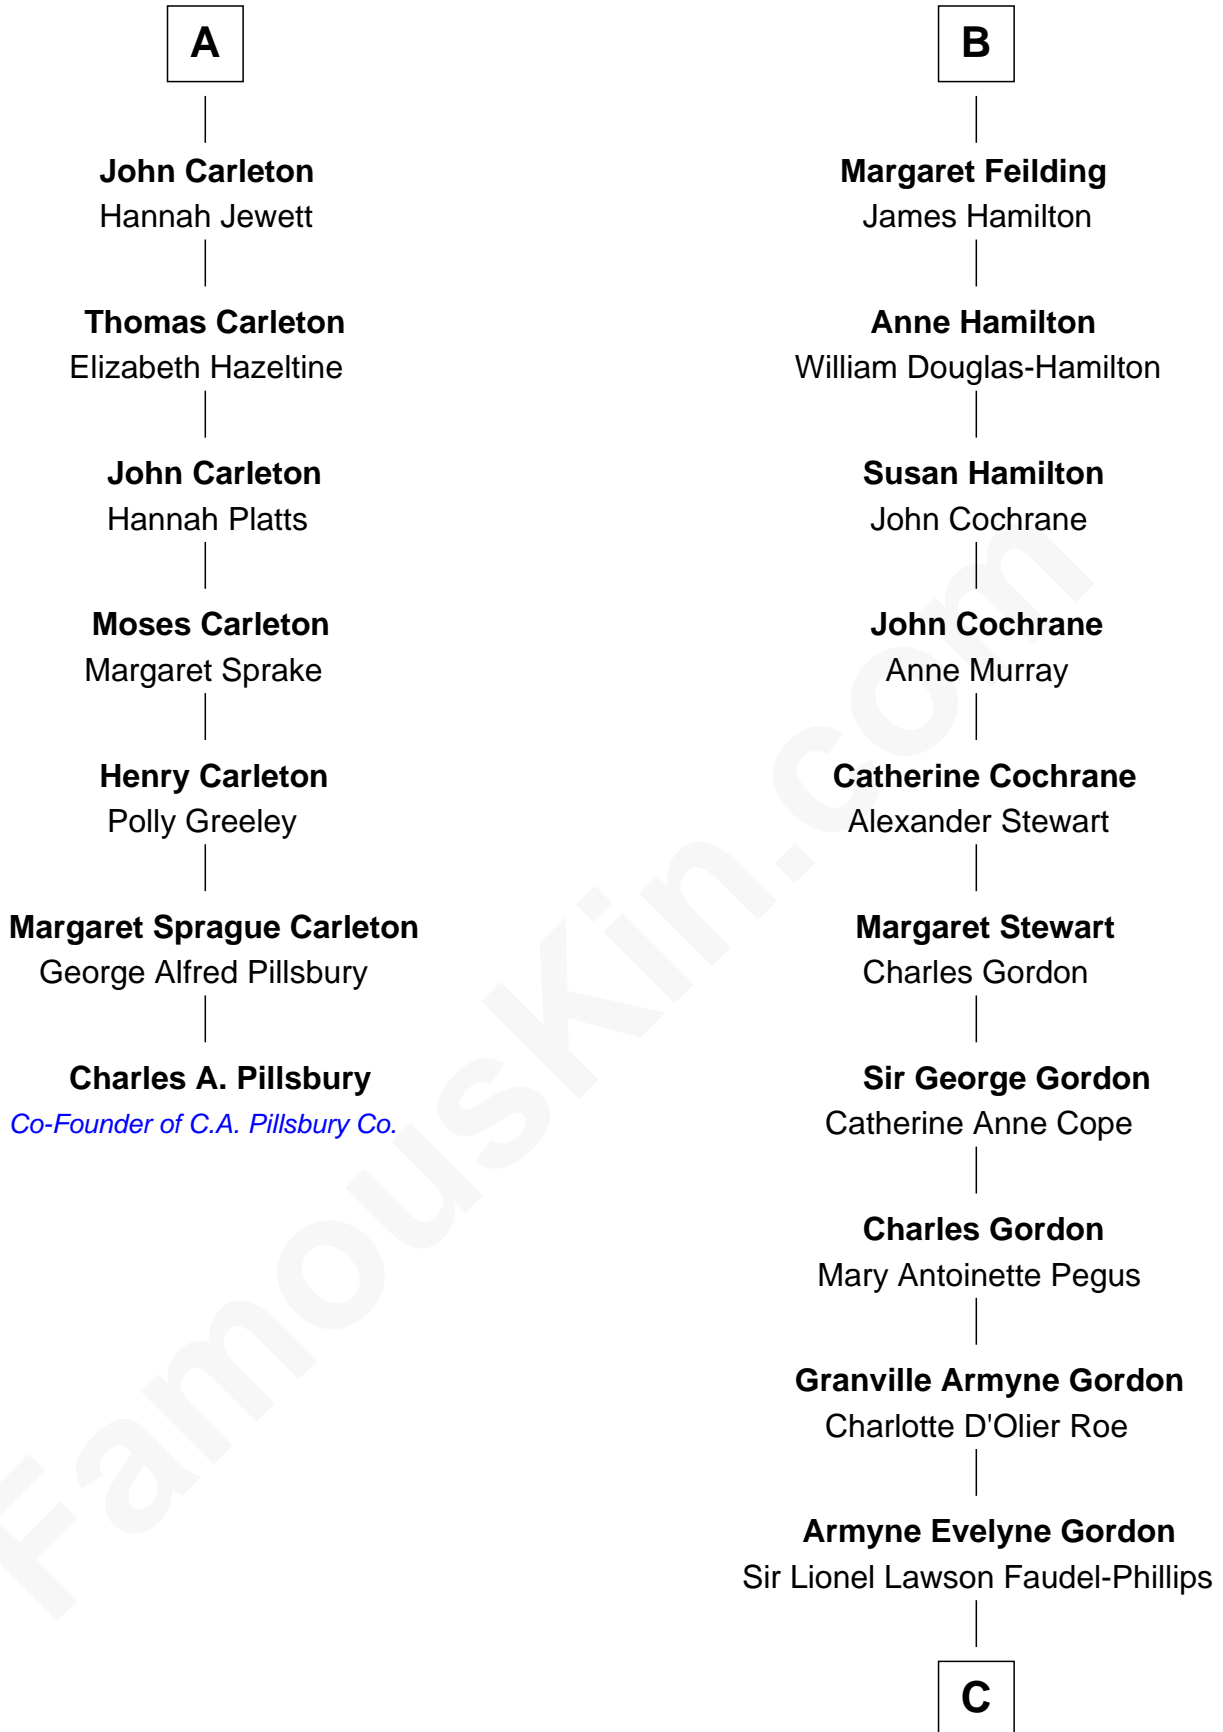 A
John Carleton
Hannah Jewett
Thomas Carleton
Elizabeth Hazeltine
John Carleton
Hannah Platts
Moses Carleton
Margaret Sprake
Henry Carleton
Polly Greeley
Margaret Sprague Carleton
George Alfred Pillsbury
Charles A. Pillsbury
Co-Founder of C.A. Pillsbury Co.
B
Margaret Feilding
James Hamilton
Anne Hamilton
William Douglas-Hamilton
Susan Hamilton
John Cochrane
John Cochrane
Anne Murray
Catherine Cochrane
Alexander Stewart
Margaret Stewart
Charles Gordon
Sir George Gordon
Catherine Anne Cope
Charles Gordon
Mary Antoinette Pegus
Granville Armyne Gordon
Charlotte D'Olier Roe
Armyne Evelyne Gordon
Sir Lionel Lawson Faudel-Phillips
C
FamousKin.com